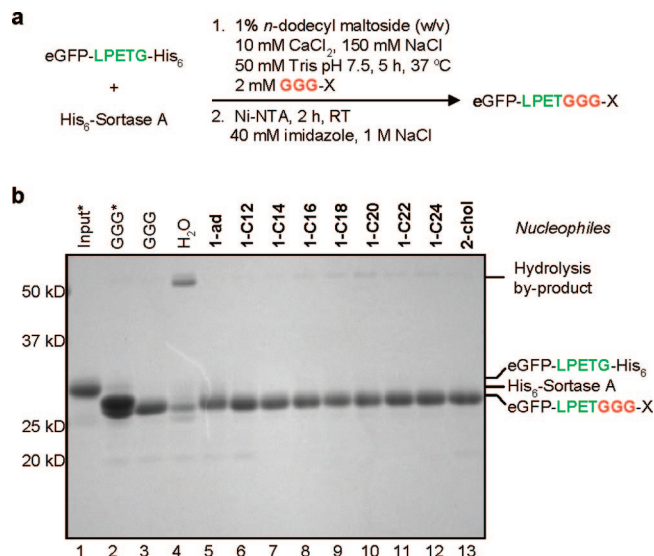 a
eGFP-LPETG-His₆
+
His₆-Sortase A
1. 1% n-dodecyl maltoside (w/v)
10 mM CaCl₂, 150 mM NaCl
50 mM Tris pH 7.5, 5 h, 37 ºC
2 mM GGG-X
2. Ni-NTA, 2 h, RT
40 mM imidazole, 1 M NaCl
eGFP-LPETGGG-X
b
Input* GGG* GGG H₂O 1-ad 1-C12 1-C14 1-C16 1-C18 1-C20 1-C22 1-C24 2-chol Nucleophiles
50 kD
37 kD
25 kD
20 kD
Hydrolysis
by-product
eGFP-LPETG-His₆
His₆-Sortase A
eGFP-LPETGGG-X
1 2 3 4 5 6 7 8 9 10 11 12 13